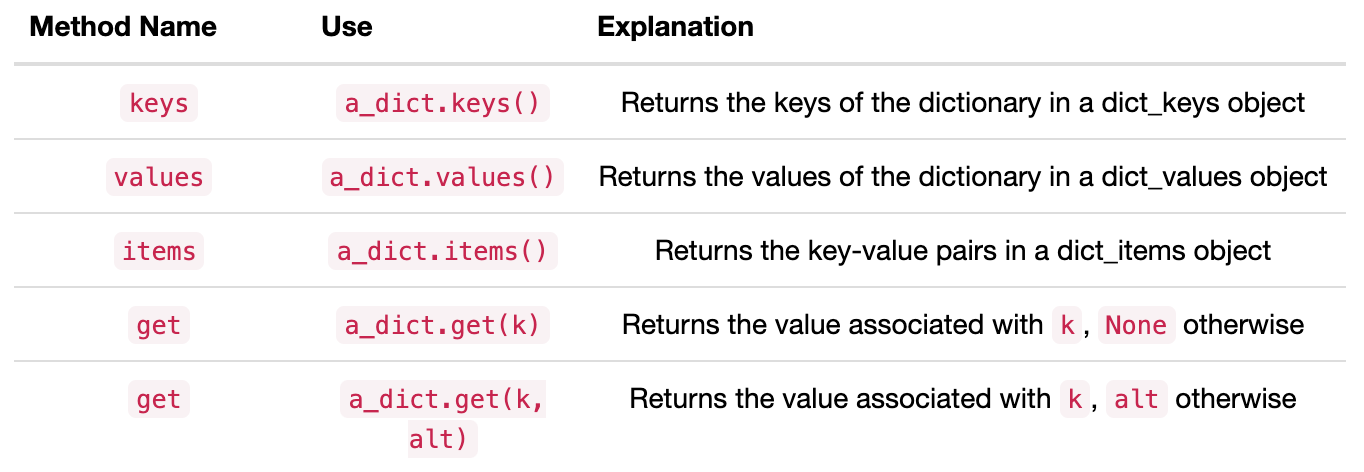 Method Name Use Explanation
keys a_dict.keys() Returns the keys of the dictionary in a dict_keys object
values a_dict.values() Returns the values of the dictionary in a dict_values object
items a_dict.items() Returns the key-value pairs in a dict_items object
get a_dict.get(k) Returns the value associated with k, None otherwise
get a_dict.get(k, Returns the value associated with k, alt otherwise
alt)